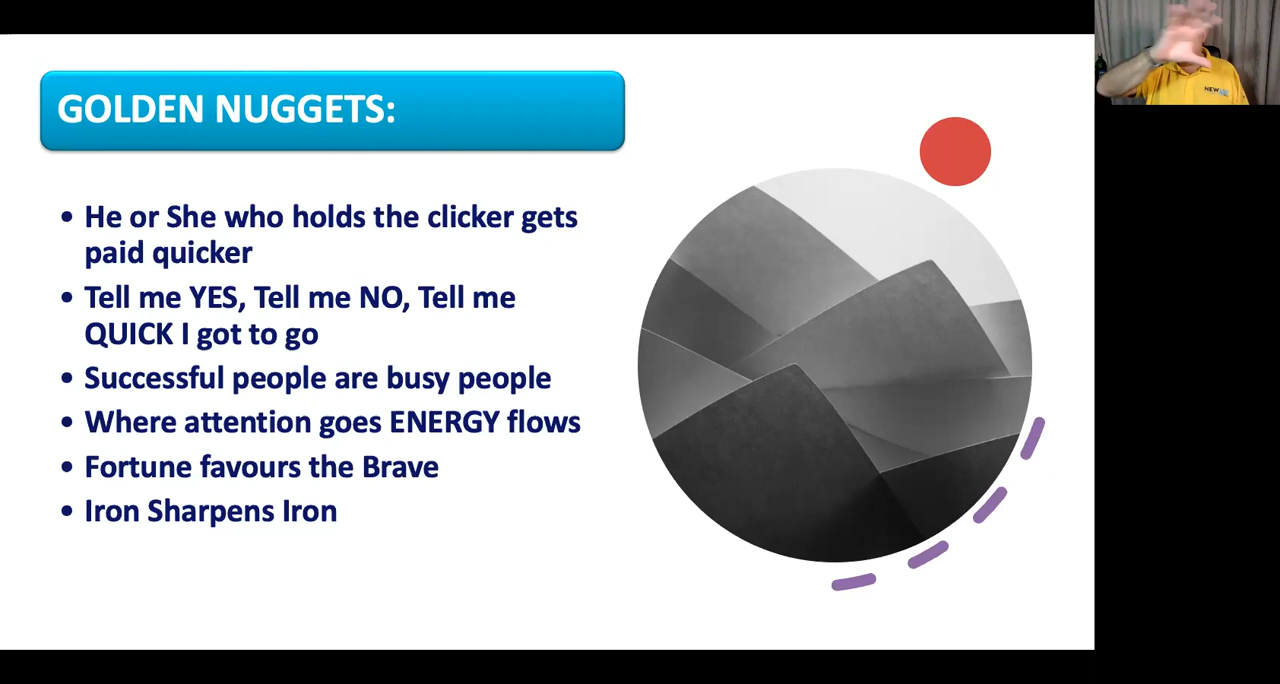 GOLDEN NUGGETS:
• He or She who holds the clicker gets
paid quicker
• Tell me YES, Tell me NO, Tell me
QUICK I got to go
• Successful people are busy people
• Where attention goes ENERGY flows
• Fortune favours the Brave
• Iron Sharpens Iron
NEW